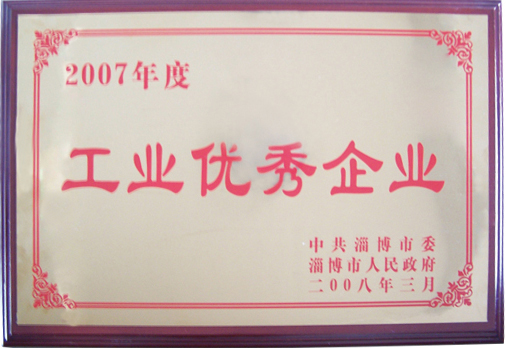 2007年度
工业优秀企业
中共淄博市委
淄博市人民政府
二00八年三月